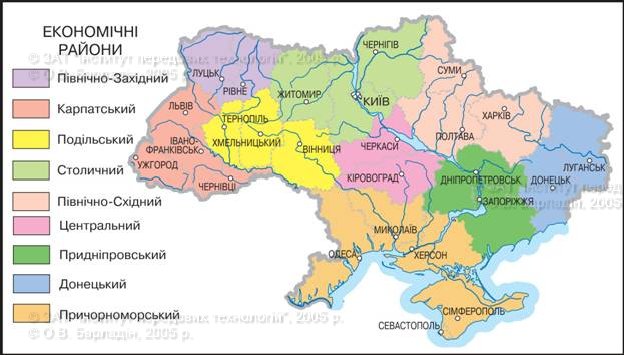 ЕКОНОМІЧНІ
РАЙОНИ
© ЗАТ "Інститут передових технологій", 2005 р.
© О.В. Барладін, 2005 р.
Північно-Західний
Карпатський
Подільський
Столичний
Північно-Східний
Центральний
Придніпровський
Донецький
Причорноморський
ЧЕРНІГІВ
ЛУЦЬК
РІВНЕ
СУМИ
ЖИТОМИР
КИЇВ
ЛЬВІВ
ХАРКІВ
ТЕРНОПІЛЬ
ПОЛТАВА
ІВАНО-
ФРАНКІВСЬК
ХМЕЛЬНИЦЬКИЙ
ВІННИЦЯ
ЧЕРКАСИ
УЖГОРОД
ЛУГАНСЬК
ЧЕРНІВЦІ
КІРОВОГРАД
ДНІПРОПЕТРОВСЬК
ДОНЕЦЬК
ЗАПОРІЖЖЯ
МИКОЛАЇВ
ОДЕСА
ХЕРСОН
СІМФЕРОПОЛЬ
СЕВАСТОПОЛЬ
© ЗАТ "Інститут передових технологій", 2005 р.
© О.В. Барладін, 2005 р.